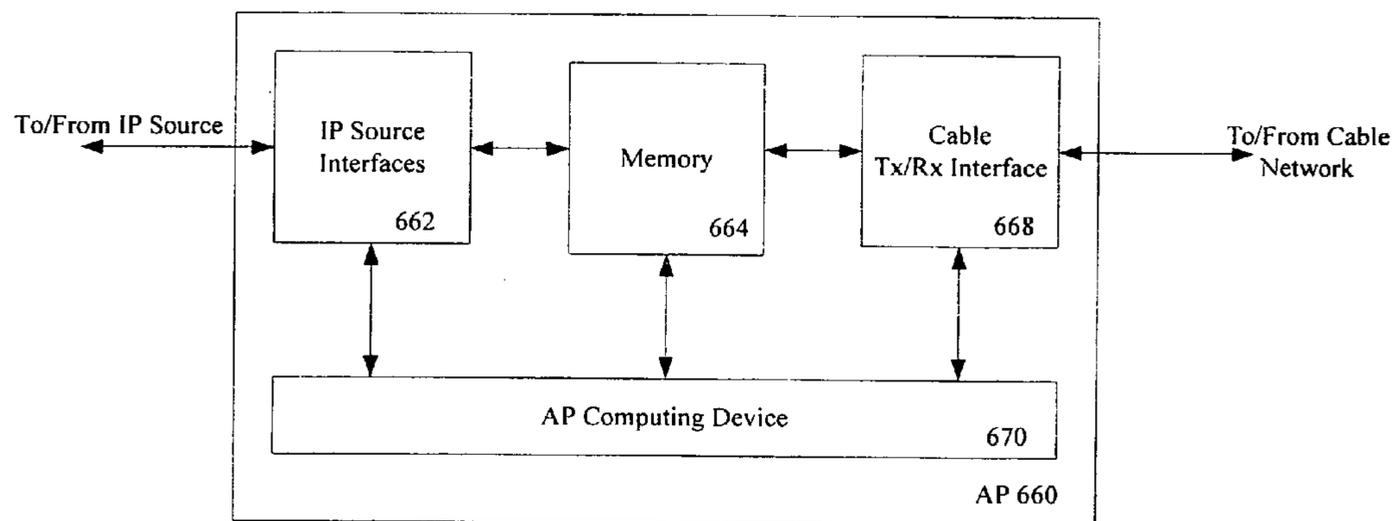 To/From IP Source
IP Source
Interfaces
662
Memory
664
Cable
Tx/Rx Interface
668
To/From Cable
Network
AP Computing Device
670
AP 660